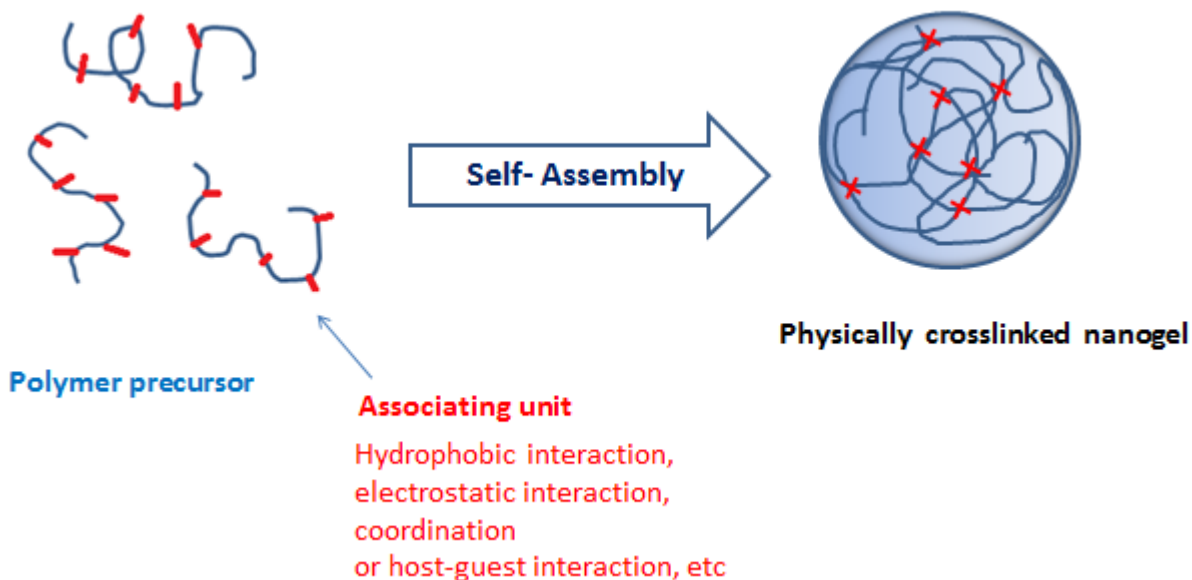 Self- Assembly
Physically crosslinked nanogel
Polymer precursor
Associating unit
Hydrophobic interaction,
electrostatic interaction,
coordination
or host-guest interaction, etc